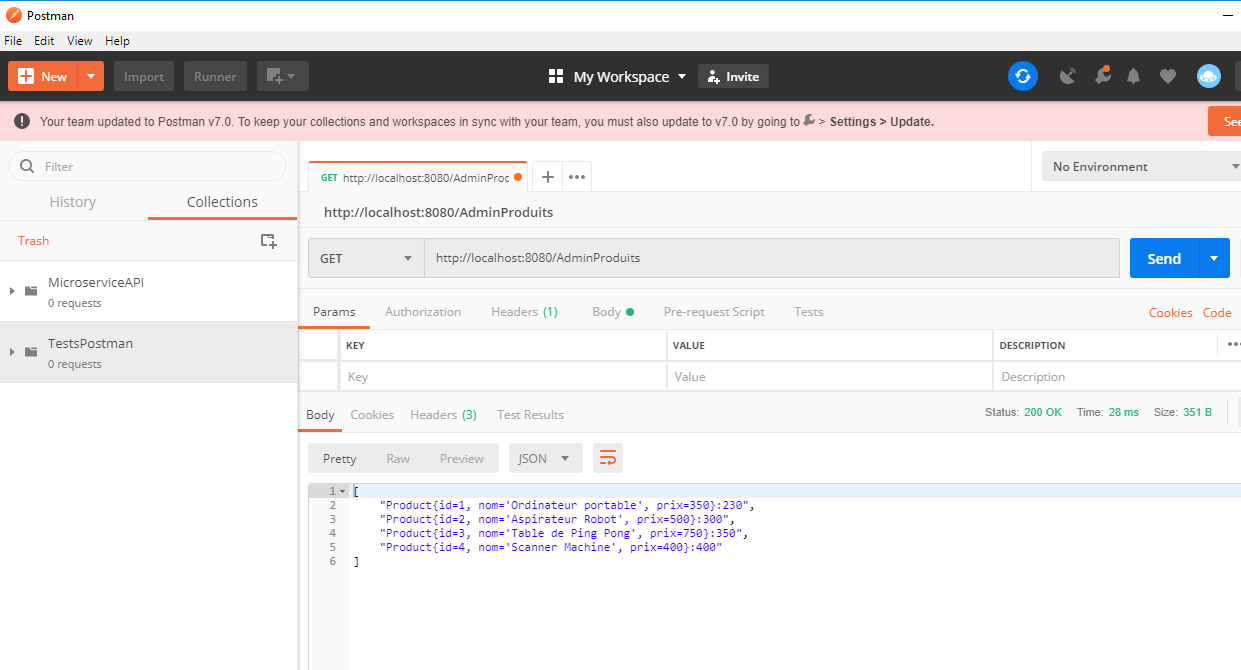 Postman
File Edit View Help
New Import Runner My Workspace Invite
Your team updated to Postman v7.0. To keep your collections and workspaces in sync with your team, you must also update to v7.0 by going to > Settings > Update. See
Filter
History Collections
Trash
MicroserviceAPI
0 requests
TestsPostman
0 requests
GET http://localhost:8080/AdminProc
No Environment
http://localhost:8080/AdminProduits
GET http://localhost:8080/AdminProduits Send
Params Authorization Headers (1) Body Pre-request Script Tests Cookies Code
KEY VALUE DESCRIPTION
Key Value Description
Body Cookies Headers (3) Test Results Status: 200 OK Time: 28 ms Size: 351 B
Pretty Raw Preview JSON
1 [
2 "Product{id=1, nom='Ordinateur portable', prix=350}:230",
3 "Product{id=2, nom='Aspirateur Robot', prix=500}:300",
4 "Product{id=3, nom='Table de Ping Pong', prix=750}:350",
5 "Product{id=4, nom='Scanner Machine', prix=400}:400"
6 ]